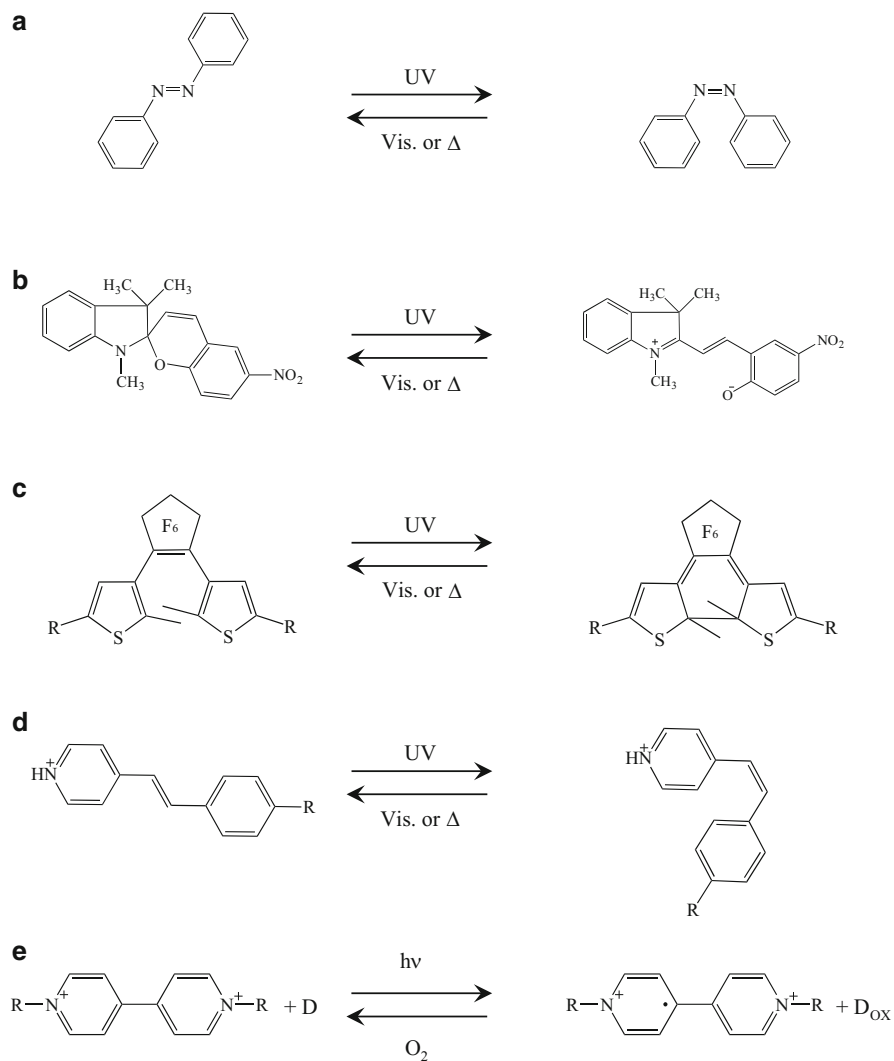 a
N=N
UV
Vis. or Δ
N=N
b
H₃C CH₃
N
CH₃
O
NO₂
UV
Vis. or Δ
H₃C CH₃
N⁺
CH₃
O⁻
NO₂
c
F₆
R S S R
UV
Vis. or Δ
F₆
R S S R
d
HN⁺
R
UV
Vis. or Δ
HN⁺
R
e
R–N⁺ N⁺–R + D
hν
O₂
R–N⁺ • N⁺–R + D_OX